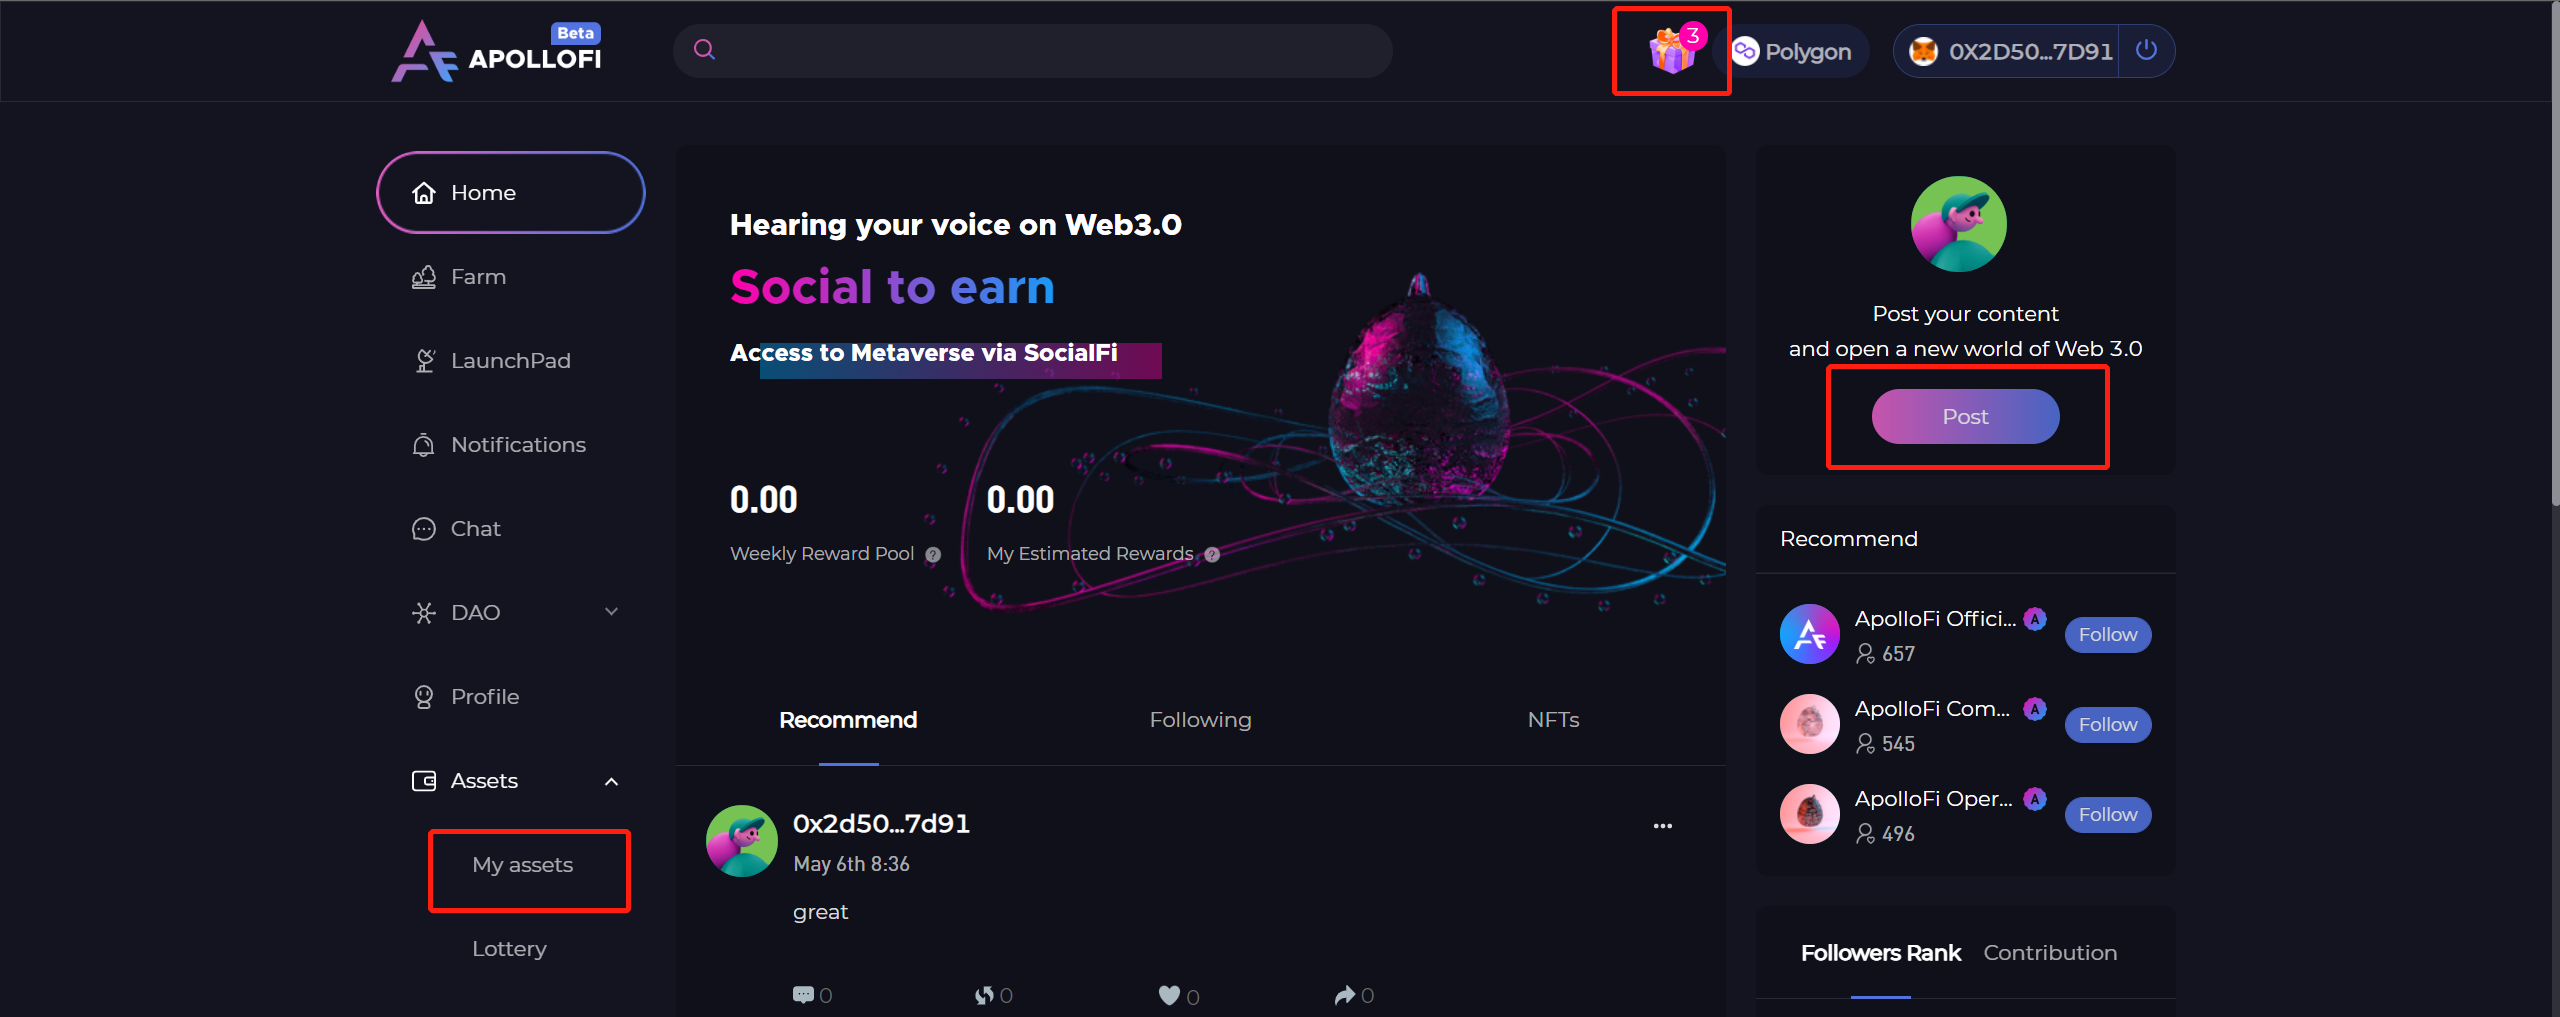 Beta
APOLLOFI
3
Polygon
0X2D50...7D91
Home
Farm
LaunchPad
Notifications
Chat
DAO
Profile
Assets
My assets
Lottery
Hearing your voice on Web3.0
Social to earn
Access to Metaverse via SocialFi
0.00
Weekly Reward Pool ?
0.00
My Estimated Rewards ?
Recommend
Following
NFTs
0x2d50...7d91
May 6th 8:36
great
0
0
0
0
Post your content
and open a new world of Web 3.0
Post
Recommend
ApolloFi Offici...
657
Follow
ApolloFi Com...
545
Follow
ApolloFi Oper...
496
Follow
Followers Rank
Contribution